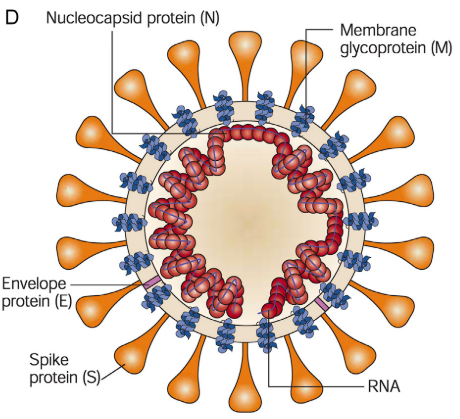 D
Nucleocapsid protein (N)
Membrane
glycoprotein (M)
Envelope
protein (E)
Spike
protein (S)
RNA